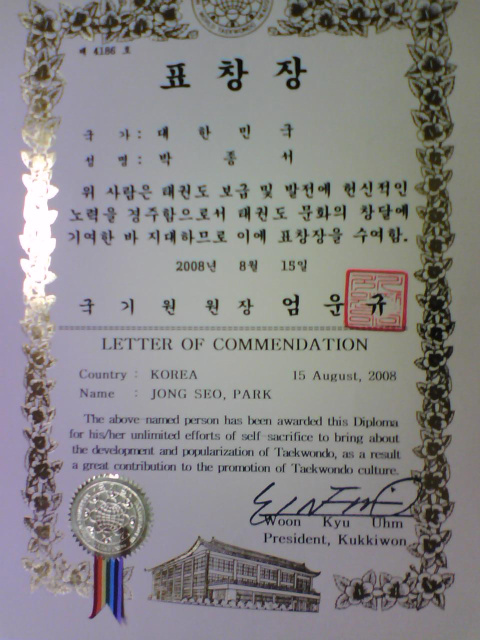 제 4186 호
표 창 장
국 가 : 대 한 민 국
성 명 : 박 종 서
위 사람은 태권도 보급 및 발전에 헌신적인
노력을 경주함으로서 태권도 문화의 창달에
기여한 바 지대하므로 이에 표창장을 수여함.
2008년 8월 15일
국 기 원 원 장 엄 운 규
LETTER OF COMMENDATION
Country : KOREA 15 August, 2008
Name : JONG SEO, PARK
The above-named person has been awarded this Diploma
for his/her unlimited efforts of self-sacrifice to bring about
the development and popularization of Taekwondo, as a result
a great contribution to the promotion of Taekwondo culture.
Woon Kyu Uhm
President, Kukkiwon